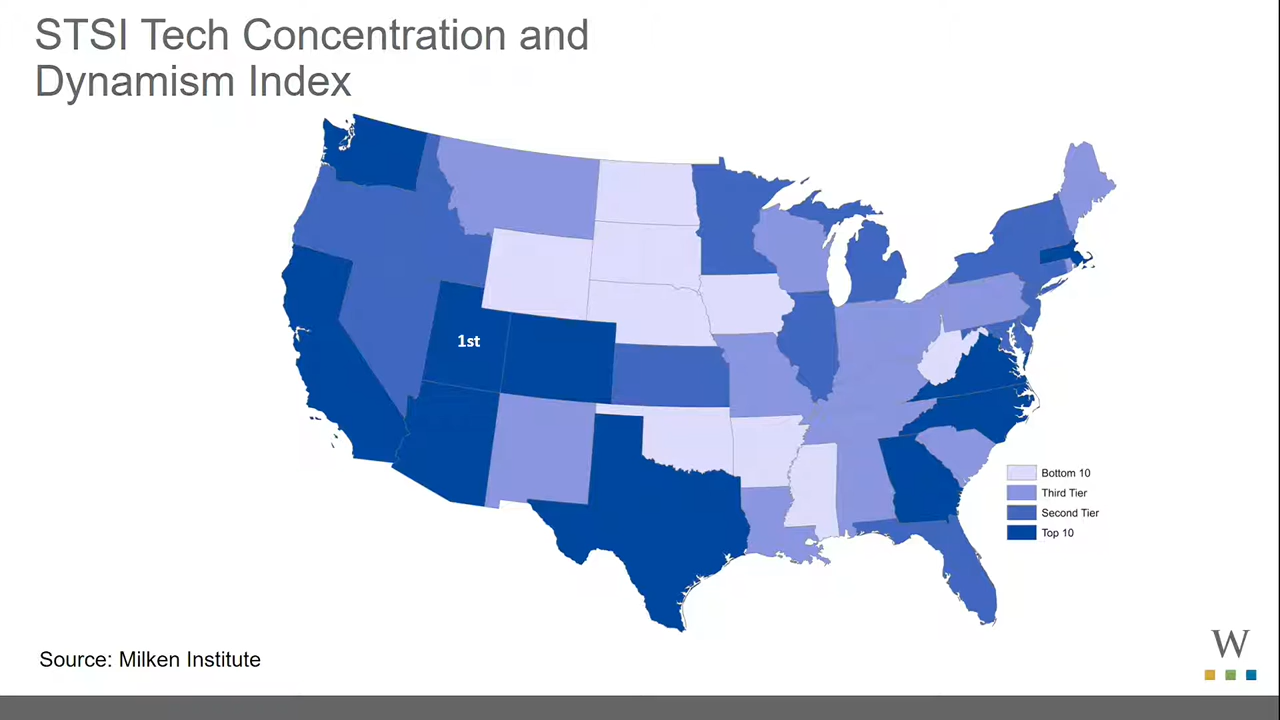 STSI Tech Concentration and
Dynamism Index
1st
Bottom 10
Third Tier
Second Tier
Top 10
Source: Milken Institute
W